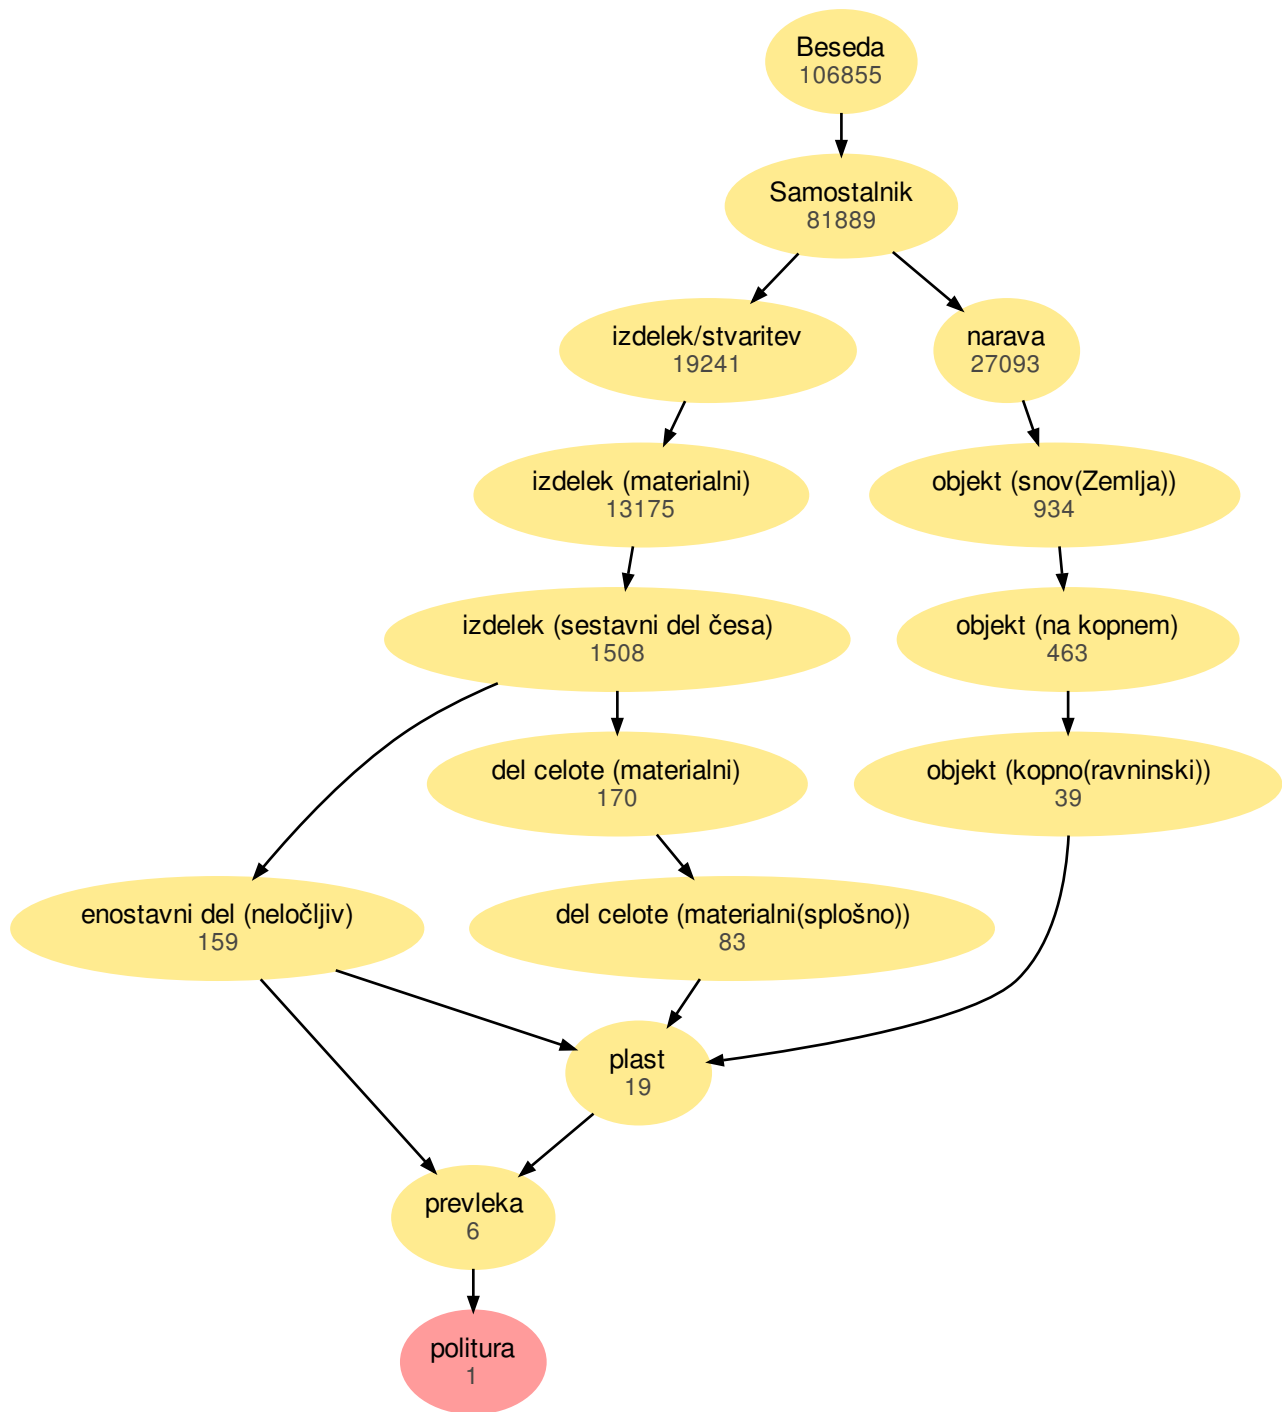 Beseda
106855
Samostalnik
81889
izdelek/stvaritev
19241
narava
27093
izdelek (materialni)
13175
objekt (snov(Zemlja))
934
izdelek (sestavni del česa)
1508
objekt (na kopnem)
463
del celote (materialni)
170
objekt (kopno(ravninski))
39
enostavni del (neločljiv)
159
del celote (materialni(splošno))
83
plast
19
prevleka
6
politura
1